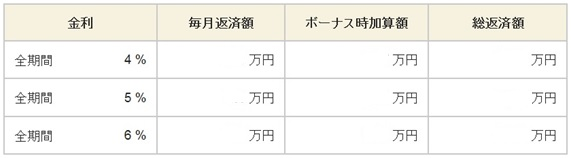 金利 毎月返済額 ボーナス時加算額 総返済額
全期間 4 % 万円 万円 万円
全期間 5 % 万円 万円 万円
全期間 6 % 万円 万円 万円